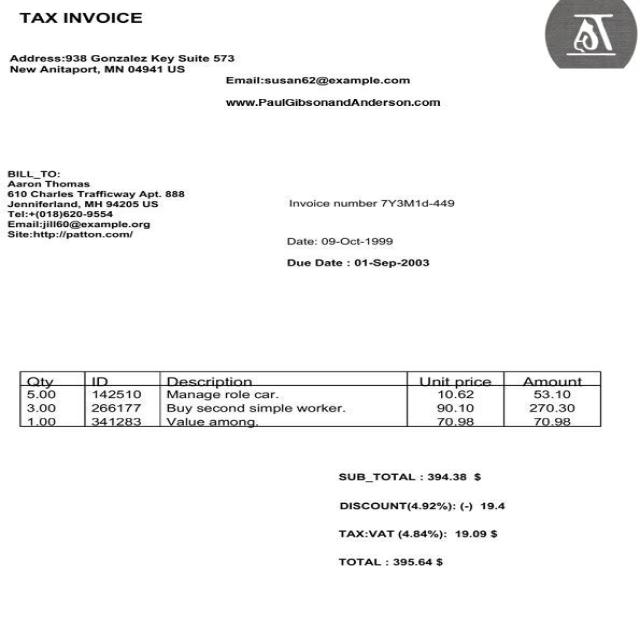 TAX INVOICE
Address:938 Gonzalez Key Suite 573
New Anitaport, MN 04941 US
Email:susan62@example.com
www.PaulGibsonandAnderson.com
BILL_TO:
Aaron Thomas
610 Charles Trafficway Apt. 888
Jenniferland, MH 94205 US
Tel:+(018)620-9554
Email:jill60@example.org
Site:http://patton.com/
Invoice number 7Y3M1d-449
Date: 09-Oct-1999
Due Date : 01-Sep-2003
Qty ID Description Unit price Amount
5.00 142510 Manage role car. 10.62 53.10
3.00 266177 Buy second simple worker. 90.10 270.30
1.00 341283 Value among. 70.98 70.98
SUB_TOTAL : 394.38 $
DISCOUNT(4.92%): (-) 19.4
TAX:VAT (4.84%): 19.09 $
TOTAL : 395.64 $